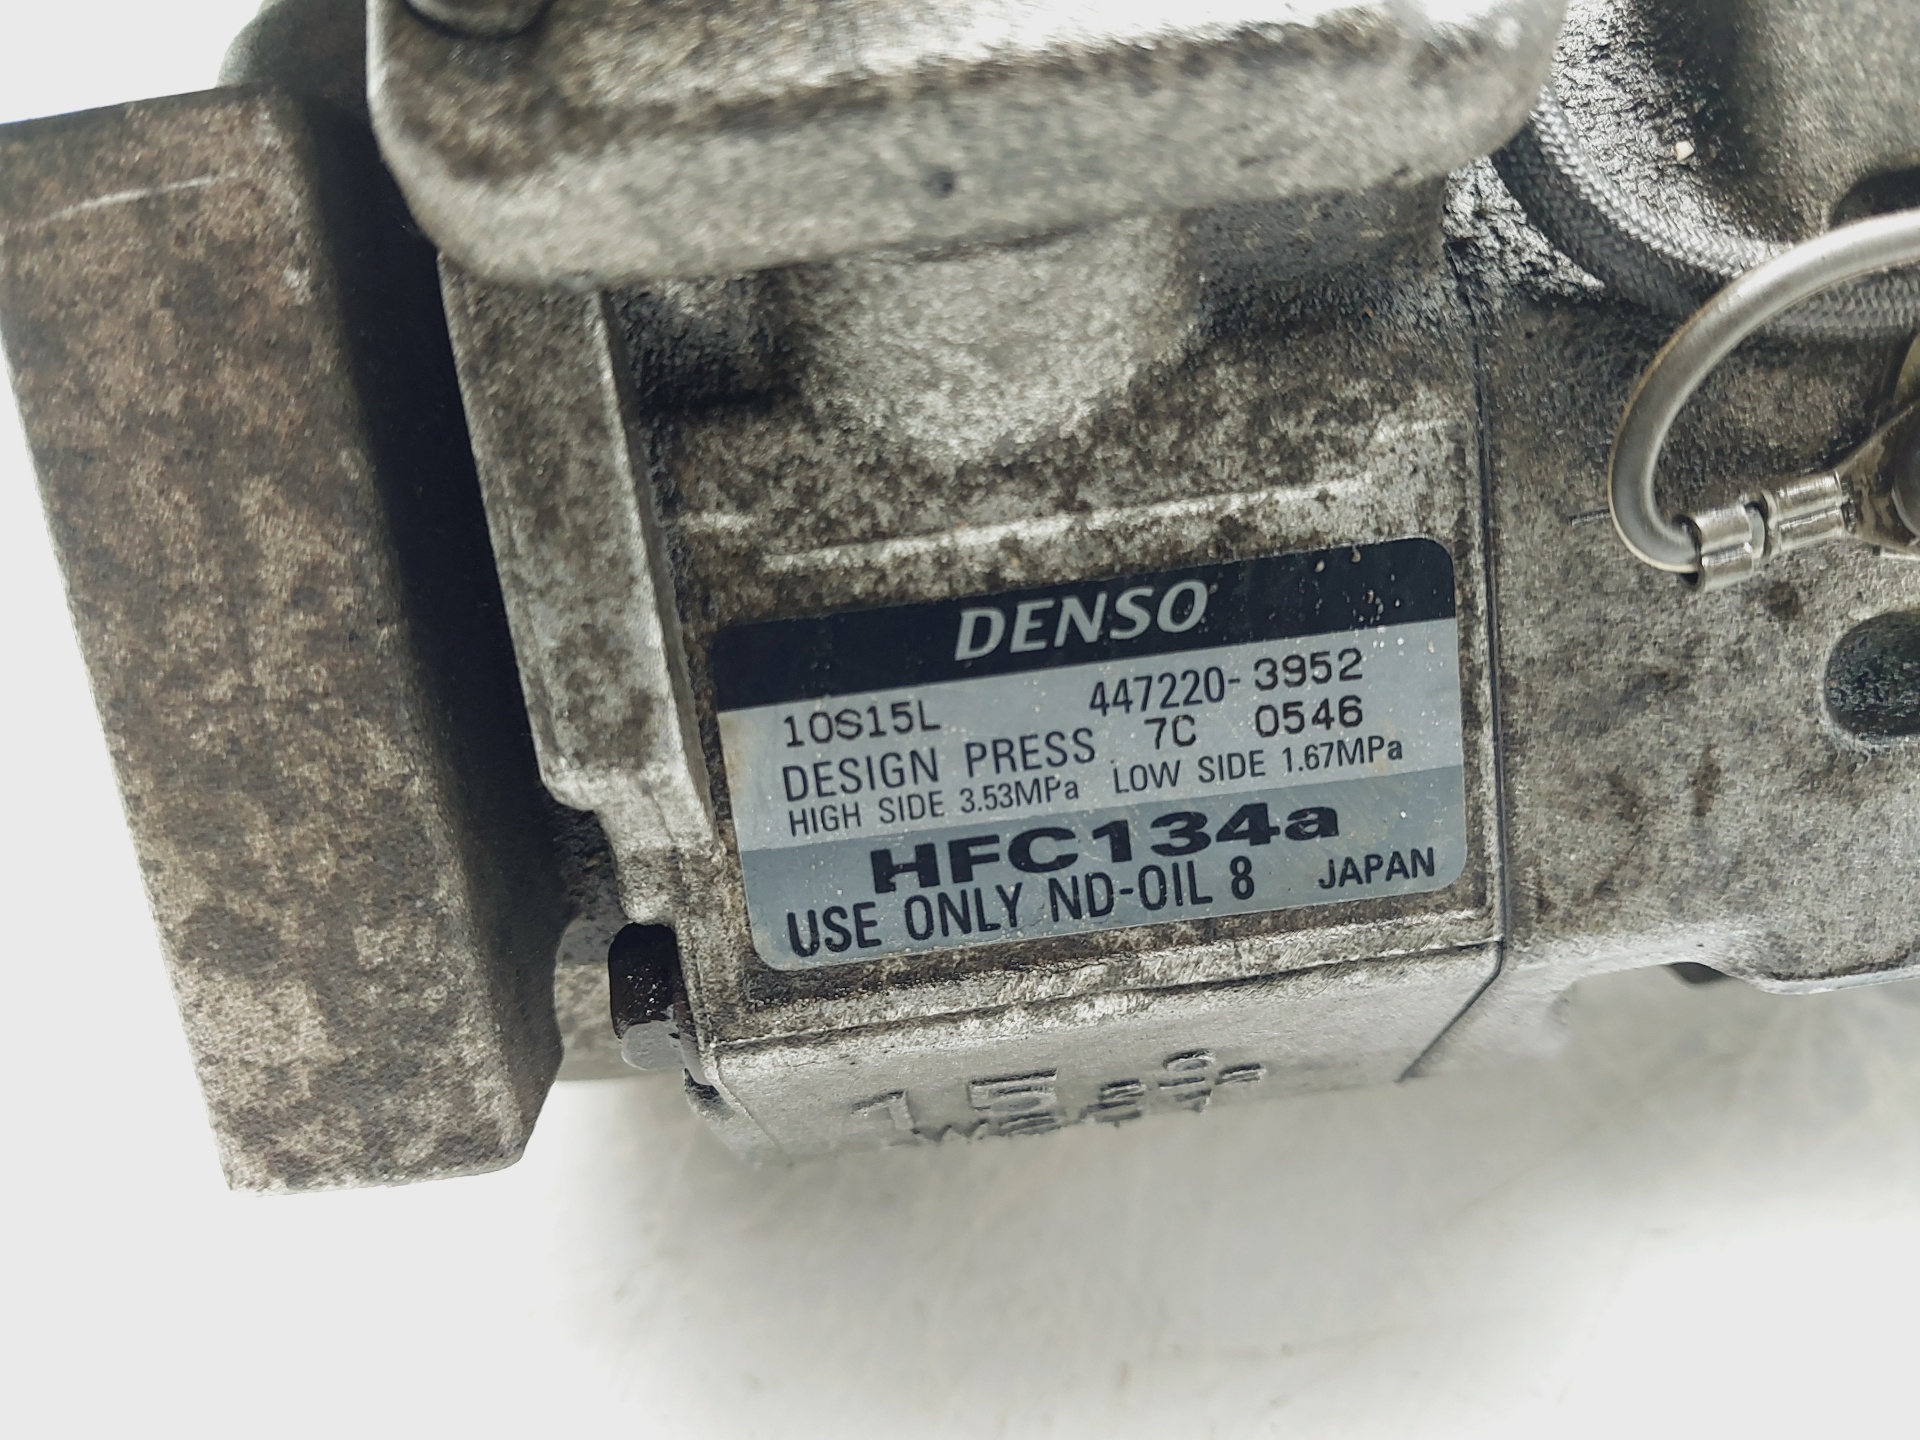 DENSO
10S15L 447220-3952
DESIGN PRESS 7C 0546
HIGH SIDE 3.53MPa LOW SIDE 1.67MPa
HFC134a
USE ONLY ND-OIL 8 JAPAN
15